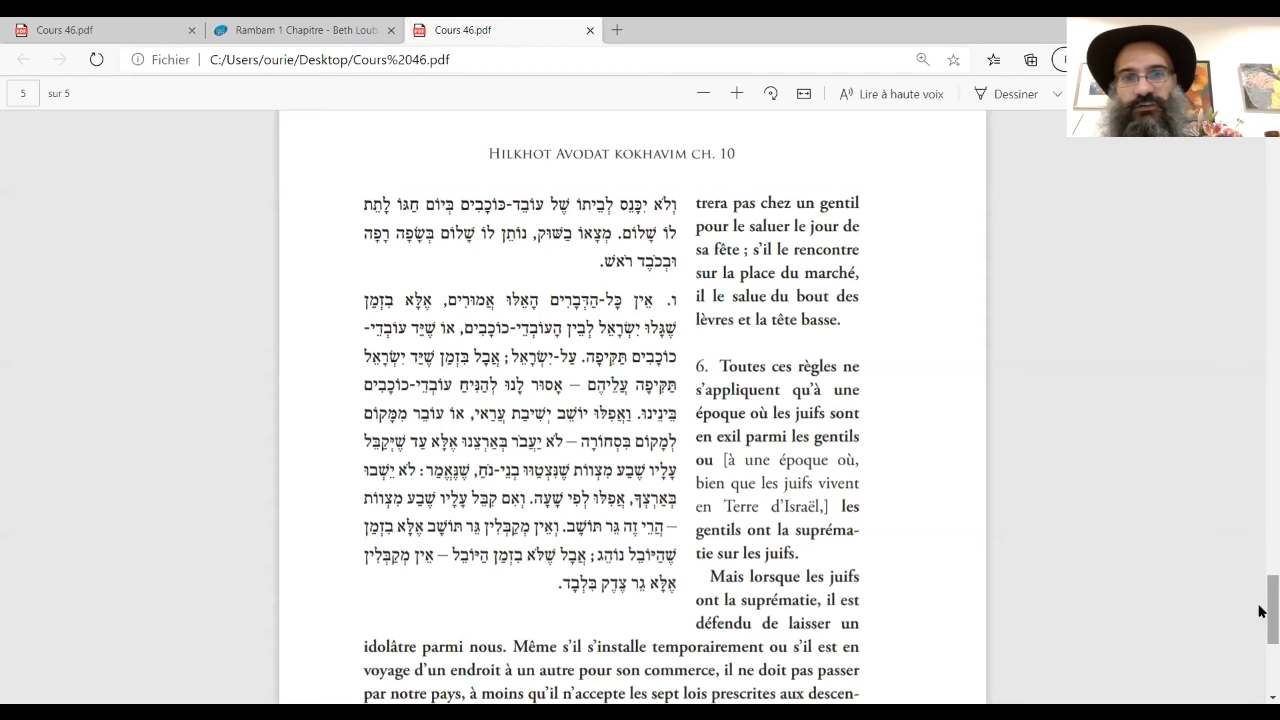 Cours 46.pdf
Rambam 1 Chapitre - Beth Loub
Cours 46.pdf
Fichier
C:/Users/ourie/Desktop/Cours%2046.pdf
5
sur 5
Lire à haute voix
Dessiner
HILKHOT AVODAT KOKHAVIM CH. 10
וְלֹא יִכָּנֵס לְבֵיתוֹ שֶׁל עוֹבֵד-כּוֹכָבִים בְּיוֹם חַגּוֹ לָתֵת
לוֹ שָׁלוֹם. מְצָאוֹ בַשּׁוּק, נוֹתֵן לוֹ שָׁלוֹם בְּשָׂפָה רָפָה
וּבְכֹבֶד רֹאשׁ.
ו. אֵין כָּל-הַדְּבָרִים הָאֵלּוּ אֲמוּרִים, אֶלָּא בִזְמַן
שֶׁגָּלוּ יִשְׂרָאֵל לְבֵין הָעוֹבְדֵי-כוֹכָבִים, אוֹ שֶׁיַּד עוֹבְדֵי-
כוֹכָבִים תַּקִּיפָה. עַל-יִשְׂרָאֵל; אֲבָל בִּזְמַן שֶׁיַּד יִשְׂרָאֵל
תַּקִּיפָה עֲלֵיהֶם – אָסוּר לָנוּ לְהַנִּיחַ עוֹבְדֵי-כוֹכָבִים
בֵּינֵינוּ. וַאֲפִלּוּ יוֹשֵׁב יְשִׁיבַת עֲרַאי, אוֹ עוֹבֵר מִמָּקוֹם
לְמָקוֹם בִּסְחוֹרָה – לֹא יַעֲבֹר בְּאַרְצֵנוּ אֶלָּא עַד שֶׁיְּקַבֵּל
עָלָיו שֶׁבַע מִצְווֹת שֶׁנִּצְטַוּוּ בְנֵי-נֹחַ, שֶׁנֶּאֱמַר: לֹא יֵשְׁבוּ
בְּאַרְצְךָ, אֲפִלּוּ לְפִי שָׁעָה. וְאִם קִבֵּל עָלָיו שֶׁבַע מִצְווֹת
– הֲרֵי זֶה גֵּר תּוֹשָׁב. וְאֵין מְקַבְּלִין גֵּר תּוֹשָׁב אֶלָּא בִזְמַן
שֶׁהַיּוֹבֵל נוֹהֵג; אֲבָל שֶׁלֹּא בִזְמַן הַיּוֹבֵל – אֵין מְקַבְּלִין
אֶלָּא גֵר צֶדֶק בִּלְבָד.
trera pas chez un gentil
pour le saluer le jour de
sa fête ; s'il le rencontre
sur la place du marché,
il le salue du bout des
lèvres et la tête basse.
6. Toutes ces règles ne
s'appliquent qu'à une
époque où les juifs sont
en exil parmi les gentils
ou [à une époque où,
bien que les juifs vivent
en Terre d'Israël,] les
gentils ont la supréma-
tie sur les juifs.
Mais lorsque les juifs
ont la suprématie, il est
défendu de laisser un
idolâtre parmi nous. Même s'il s'installe temporairement ou s'il est en
voyage d'un endroit à un autre pour son commerce, il ne doit pas passer
par notre pays, à moins qu'il n'accepte les sept lois prescrites aux descen-